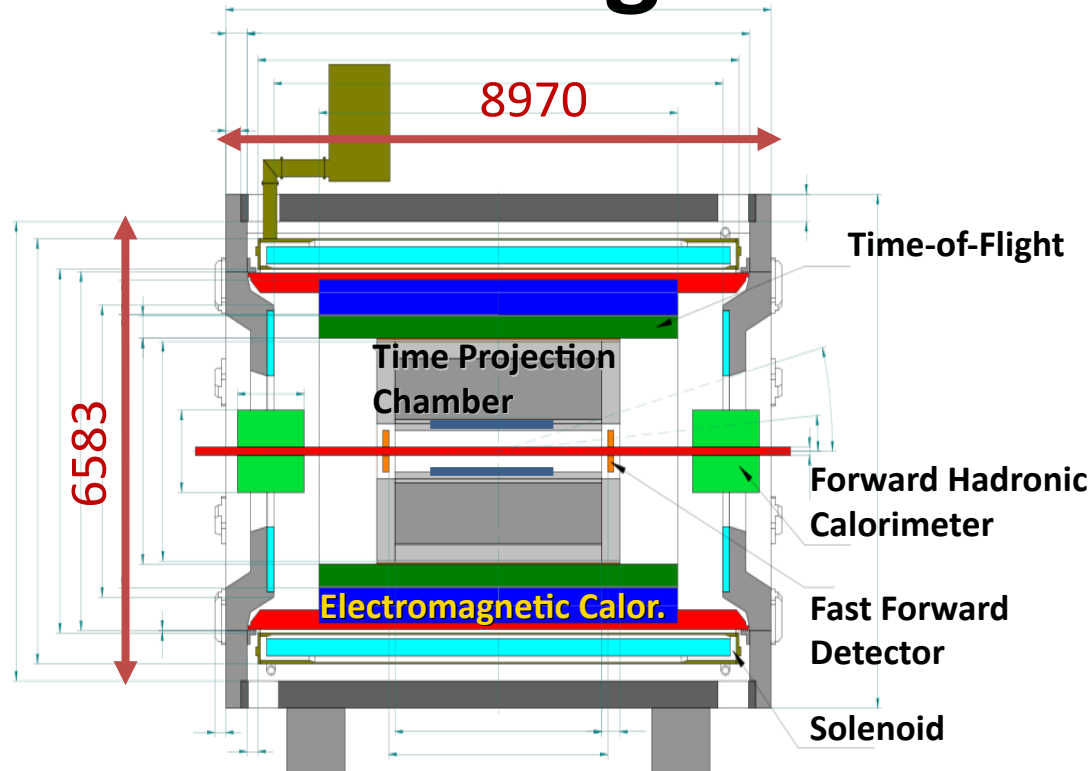 g
8970
Time-of-Flight
Time Projection
Chamber
6583
Forward Hadronic
Calorimeter
Electromagnetic Calor.
Fast Forward
Detector
Solenoid